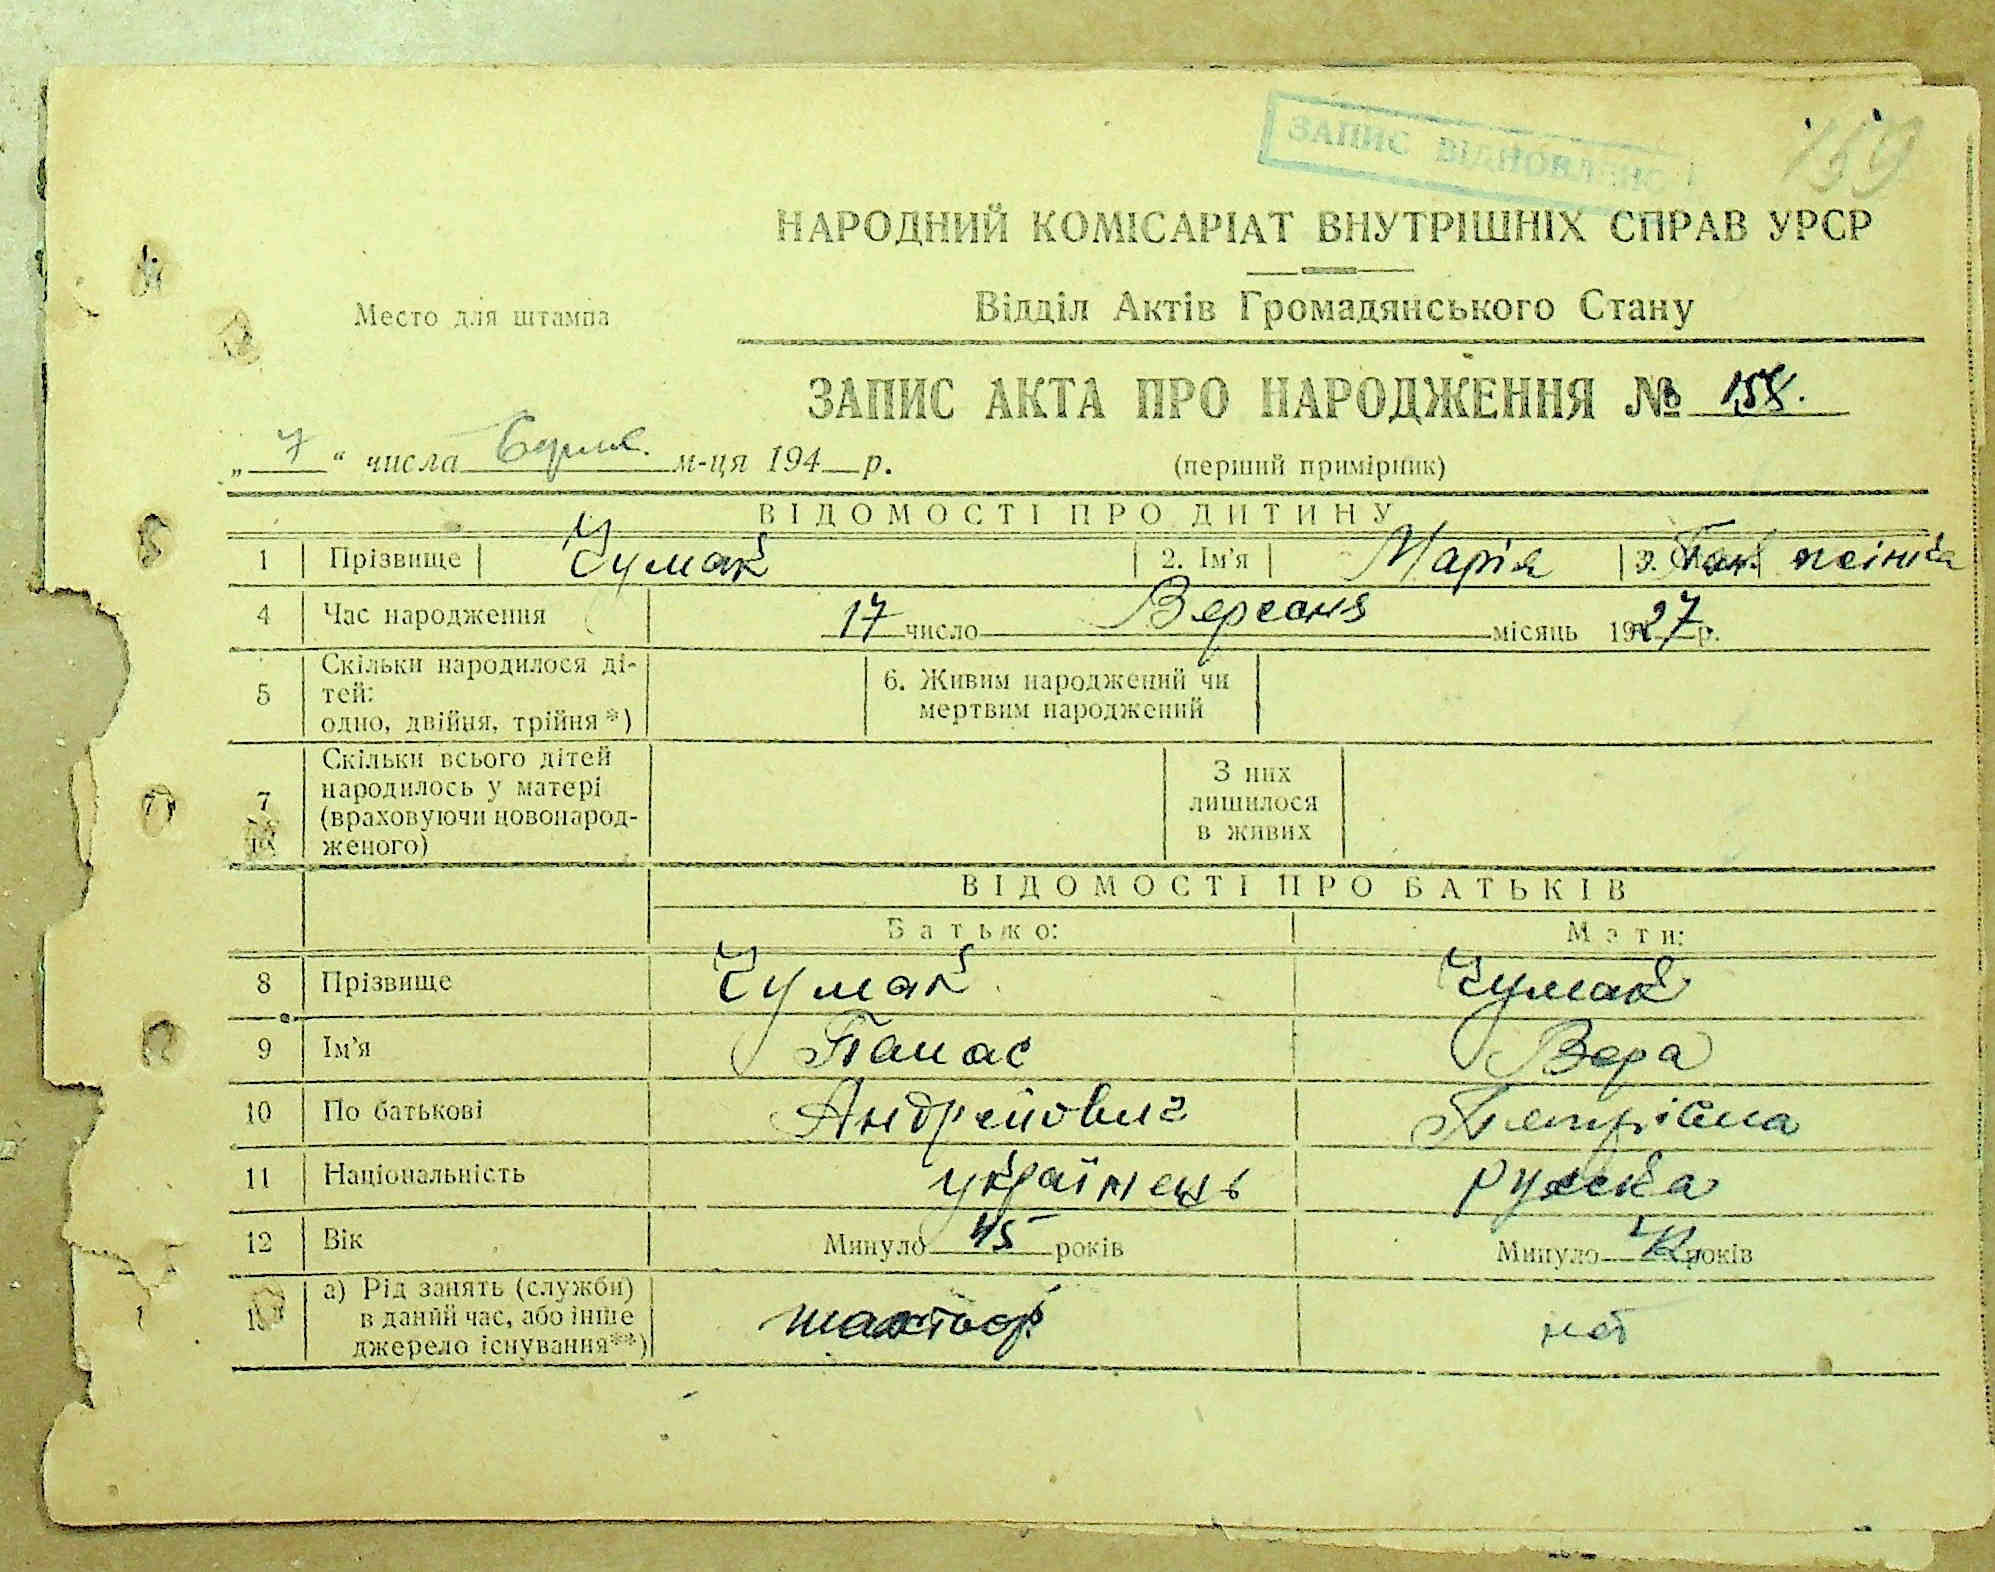 ЗАПИС ВІДНОВЛЕНО
159
НАРОДНИЙ КОМІСАРІАТ ВНУТРІШНІХ СПРАВ УРСР
Место для штампа
Відділ Актів Громадянського Стану
ЗАПИС АКТА ПРО НАРОДЖЕННЯ № 158.
„ 7 “ числа м-ця 194 р.
(перший примірник)
ВІДОМОСТІ ПРО ДИТИНУ
1 Прізвище Чумак 2. Ім'я Марія 3.
4 Час народження 17 число Вересня місяць 1927 р.
5 Скільки народилося ді-
тей:
одно, двійня, трійня *)
6. Живим народжений чи
мертвим народжений
7 Скільки всього дітей
народилось у матері
(враховуючи новонарод-
женого)
З них
лишилося
в живих
ВІДОМОСТІ ПРО БАТЬКІВ
Батько: Мати:
8 Прізвище Чумак Чумак
9 Ім'я Панас Вера
10 По батькові Андрейович Петрівна
11 Національність українець руська
12 Вік Минуло 45 років Минуло років
а) Рід занять (служби)
в даний час, або інше
джерело існування**)
шахтьор нет